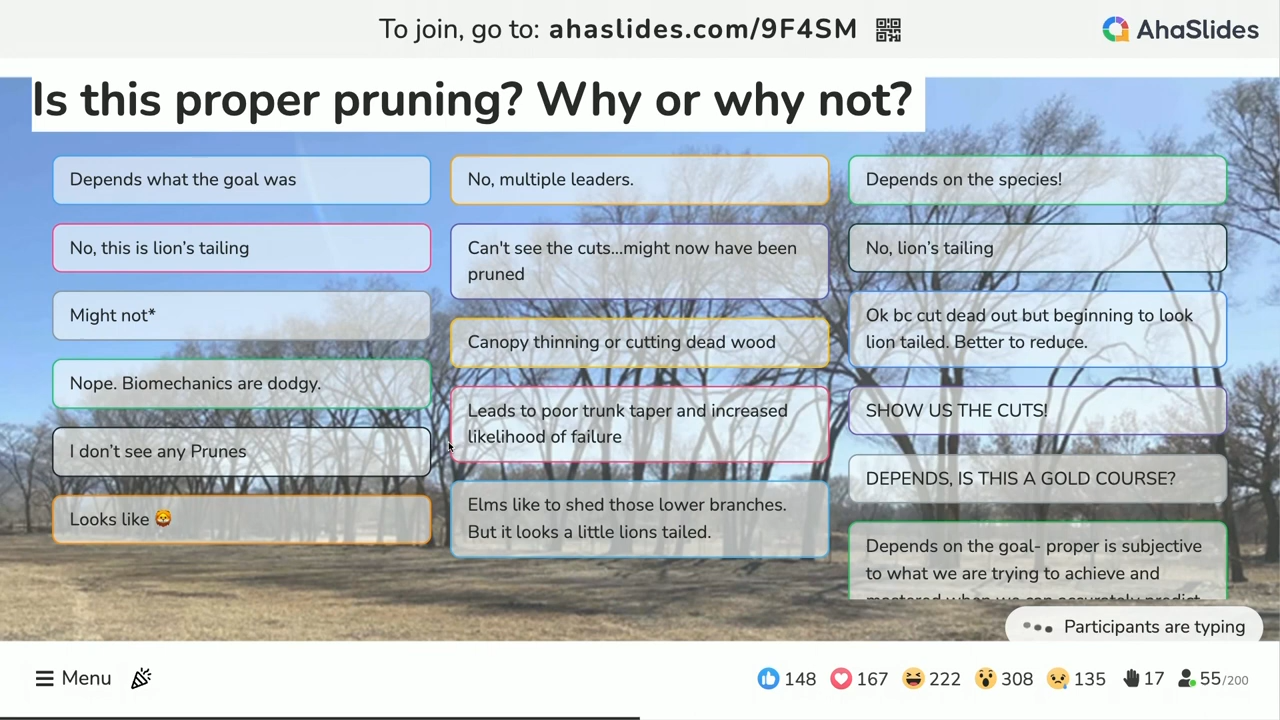 To join, go to: ahaslides.com/9F4SM
AhaSlides
Is this proper pruning? Why or why not?
Depends what the goal was
No, this is lion’s tailing
Might not*
Nope. Biomechanics are dodgy.
I don’t see any Prunes
Looks like 🦁
No, multiple leaders.
Can't see the cuts...might now have been
pruned
Canopy thinning or cutting dead wood
Leads to poor trunk taper and increased
likelihood of failure
Elms like to shed those lower branches.
But it looks a little lions tailed.
Depends on the species!
No, lion’s tailing
Ok bc cut dead out but beginning to look
lion tailed. Better to reduce.
SHOW US THE CUTS!
DEPENDS, IS THIS A GOLD COURSE?
Depends on the goal- proper is subjective
to what we are trying to achieve and
mastered when we can accurately predict
Participants are typing
Menu
148 167 222 308 135 17 55/200